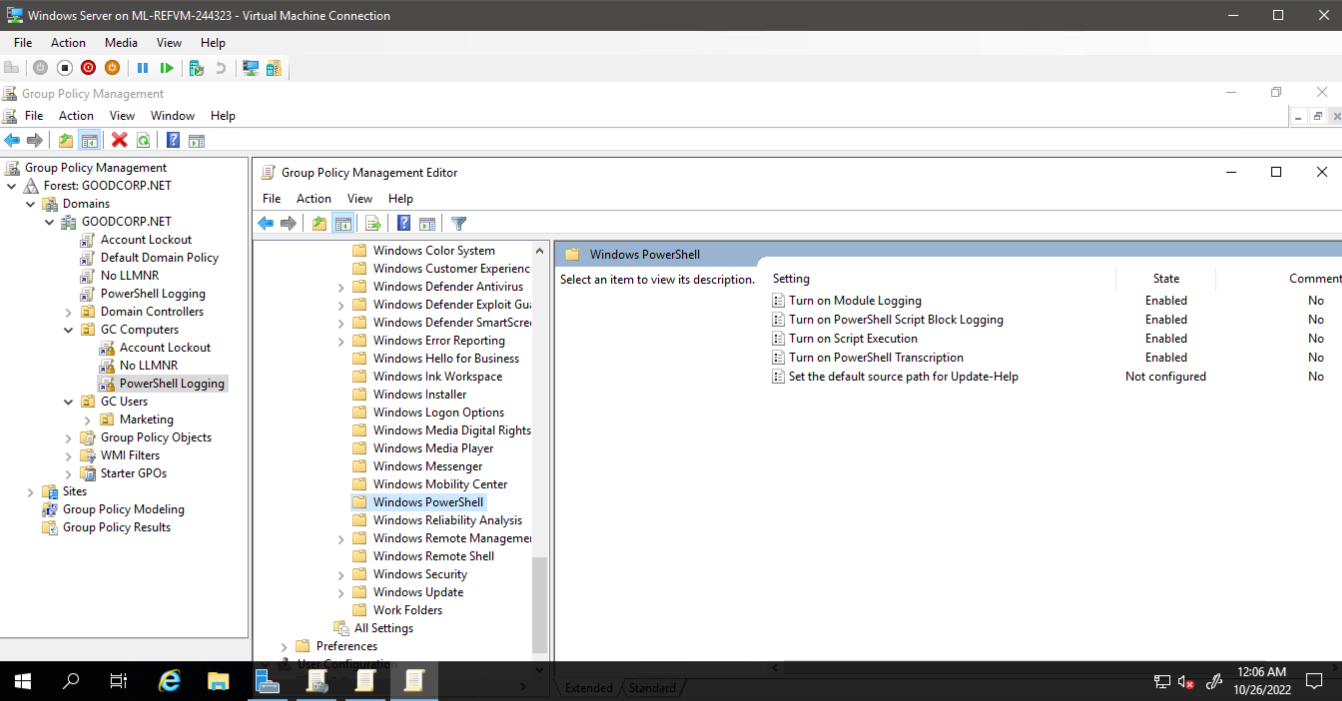 Windows Server on ML-REFVM-244323 - Virtual Machine Connection
File Action Media View Help
Group Policy Management
File Action View Window Help
Group Policy Management
Forest: GOODCORP.NET
Domains
GOODCORP.NET
Account Lockout
Default Domain Policy
No LLMNR
PowerShell Logging
Domain Controllers
GC Computers
Account Lockout
No LLMNR
PowerShell Logging
GC Users
Marketing
Group Policy Objects
WMI Filters
Starter GPOs
Sites
Group Policy Modeling
Group Policy Results
Group Policy Management Editor
File Action View Help
Windows Color System
Windows Customer Experienc
Windows Defender Antivirus
Windows Defender Exploit Gua
Windows Defender SmartScree
Windows Error Reporting
Windows Hello for Business
Windows Ink Workspace
Windows Installer
Windows Logon Options
Windows Media Digital Rights
Windows Media Player
Windows Messenger
Windows Mobility Center
Windows PowerShell
Windows Reliability Analysis
Windows Remote Managemen
Windows Remote Shell
Windows Security
Windows Update
Work Folders
All Settings
Preferences
User Configuration
Windows PowerShell
Select an item to view its description.
Setting State Comment
Turn on Module Logging Enabled No
Turn on PowerShell Script Block Logging Enabled No
Turn on Script Execution Enabled No
Turn on PowerShell Transcription Enabled No
Set the default source path for Update-Help Not configured No
Extended Standard
12:06 AM
10/26/2022